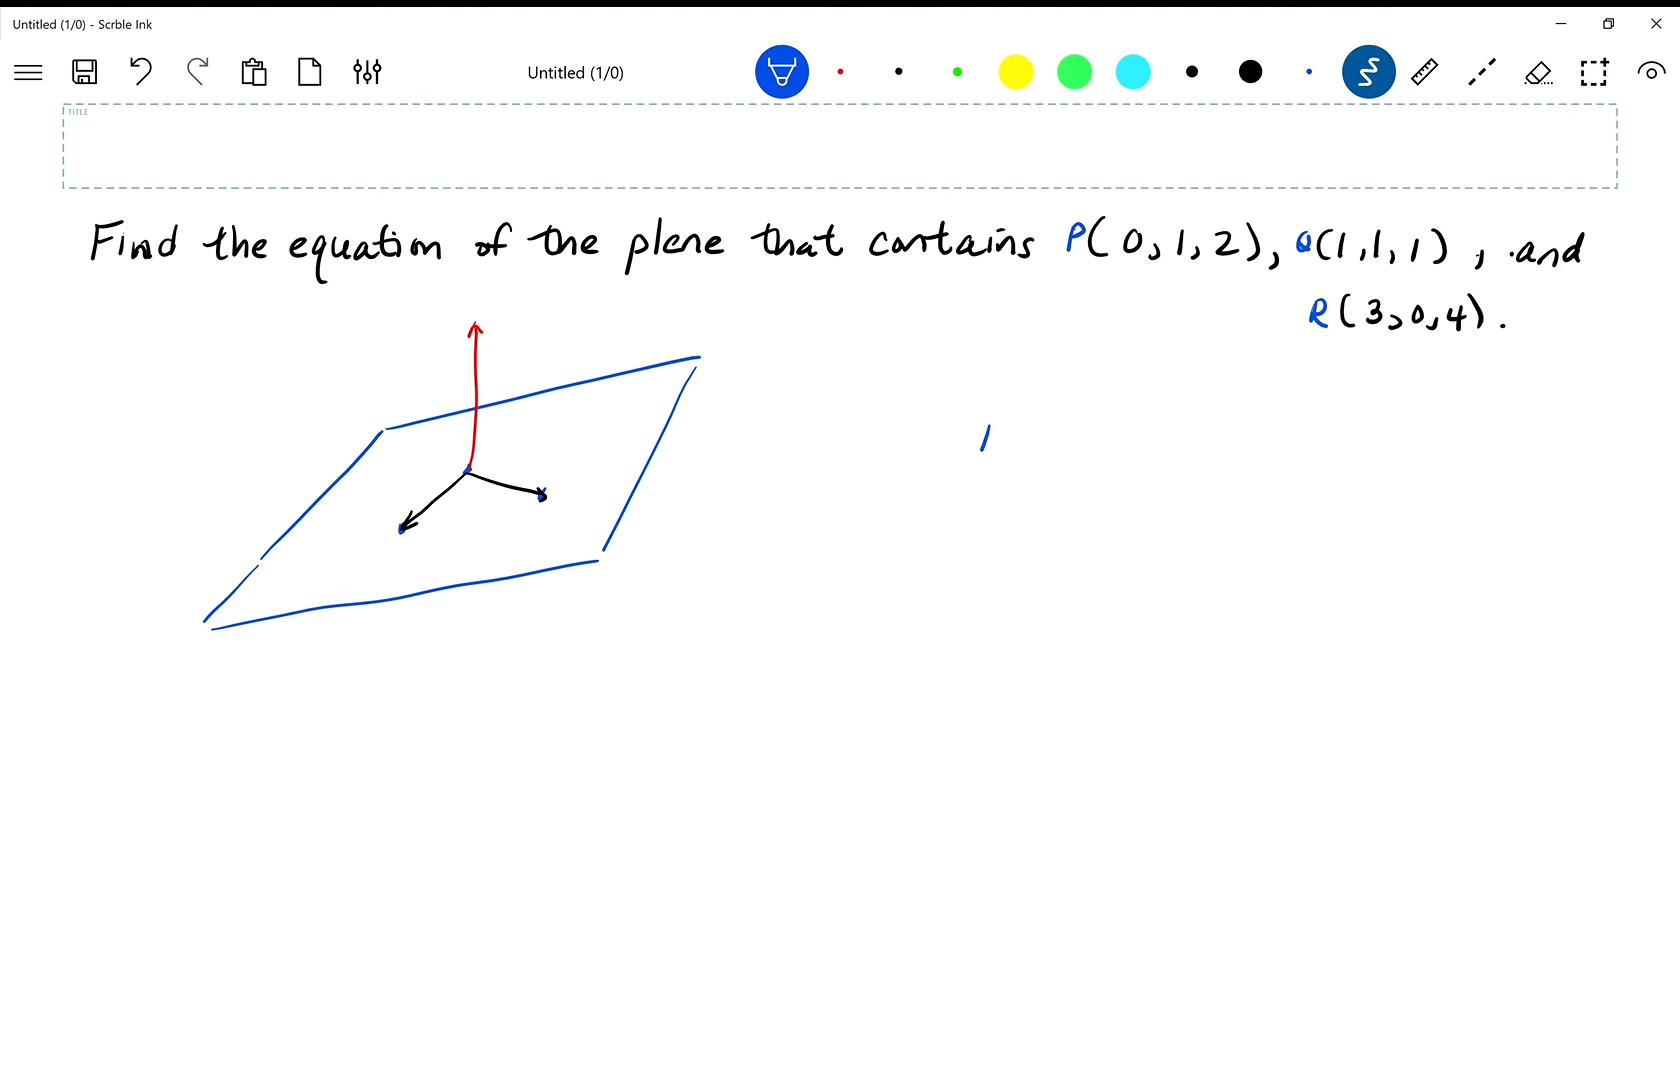 Untitled (1/0) - Scrble Ink
Untitled (1/0)
TITLE
Find the equation of the plane that contains P(0,1,2), Q(1,1,1), and
R(3,0,4).